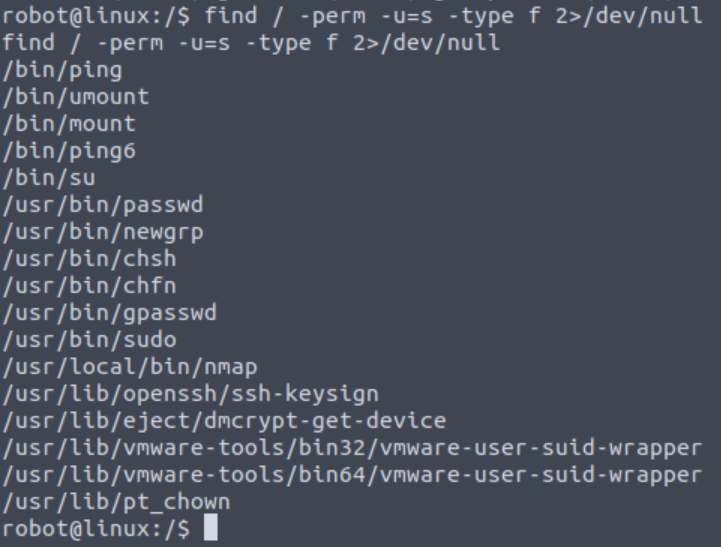 robot@linux:/$ find / -perm -u=s -type f 2>/dev/null
find / -perm -u=s -type f 2>/dev/null
/bin/ping
/bin/umount
/bin/mount
/bin/ping6
/bin/su
/usr/bin/passwd
/usr/bin/newgrp
/usr/bin/chsh
/usr/bin/chfn
/usr/bin/gpasswd
/usr/bin/sudo
/usr/local/bin/nmap
/usr/lib/openssh/ssh-keysign
/usr/lib/eject/dmcrypt-get-device
/usr/lib/vmware-tools/bin32/vmware-user-suid-wrapper
/usr/lib/vmware-tools/bin64/vmware-user-suid-wrapper
/usr/lib/pt_chown
robot@linux:/$